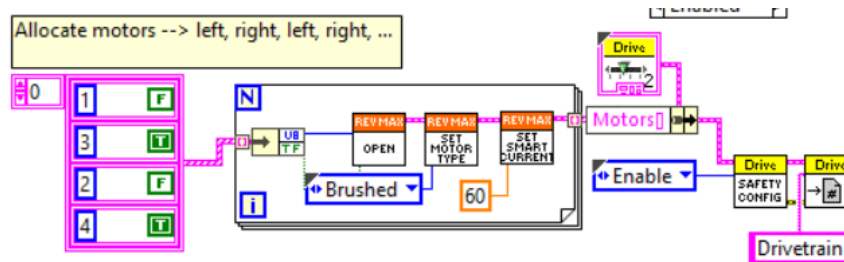 Enabled
Allocate motors --> left, right, left, right, ...
Drive
2
0
1 F
3 T
2 F
4 T
N
U8
TF
REV MAX
OPEN
REV MAX
SET
MOTOR
TYPE
REV MAX
SET
SMART
CURRENT
Brushed
60
i
Motors[]
Enable
Drive
SAFETY
CONFIG
Drive
#
Drivetrain